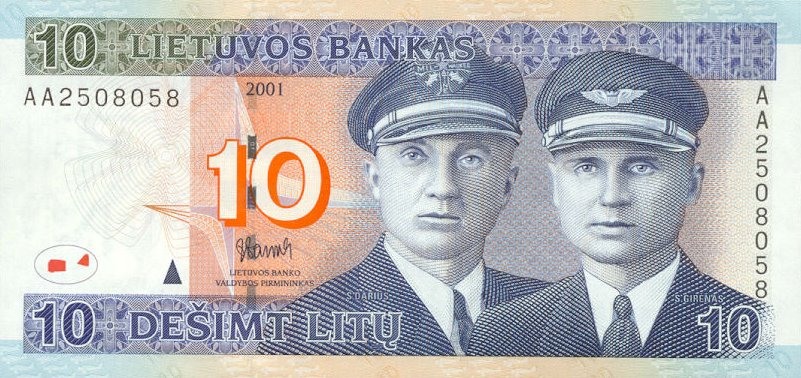 10 LIETUVOS BANKAS
AA2508058
2001
AA2508058
10
LIETUVOS BANKO
VALDYBOS PIRMININKAS
S.DARIUS
S.GIRĖNAS
10 DEŠIMT LITŲ
10